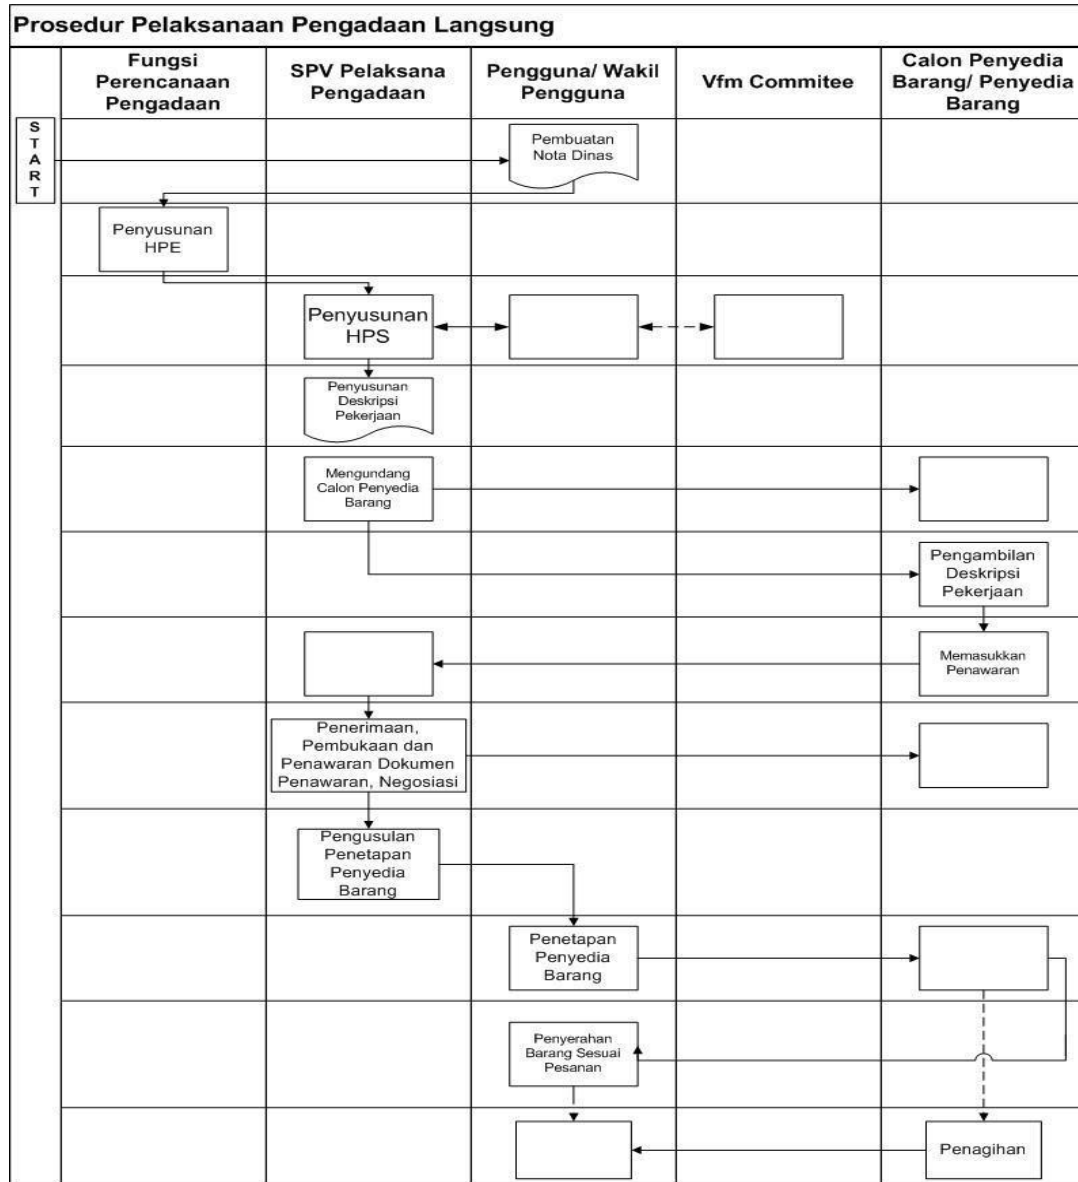 Prosedur Pelaksanaan Pengadaan Langsung
Fungsi
Perencanaan
Pengadaan
SPV Pelaksana
Pengadaan
Pengguna/ Wakil
Pengguna
Vfm Commitee
Calon Penyedia
Barang/ Penyedia
Barang
S
T
A
R
T
Pembuatan
Nota Dinas
Penyusunan
HPE
Penyusunan
HPS
Penyusunan
Deskripsi
Pekerjaan
Mengundang
Calon Penyedia
Barang
Pengambilan
Deskripsi
Pekerjaan
Memasukkan
Penawaran
Penerimaan,
Pembukaan dan
Penawaran Dokumen
Penawaran, Negosiasi
Pengusulan
Penetapan
Penyedia
Barang
Penetapan
Penyedia
Barang
Penyerahan
Barang Sesuai
Pesanan
Penagihan